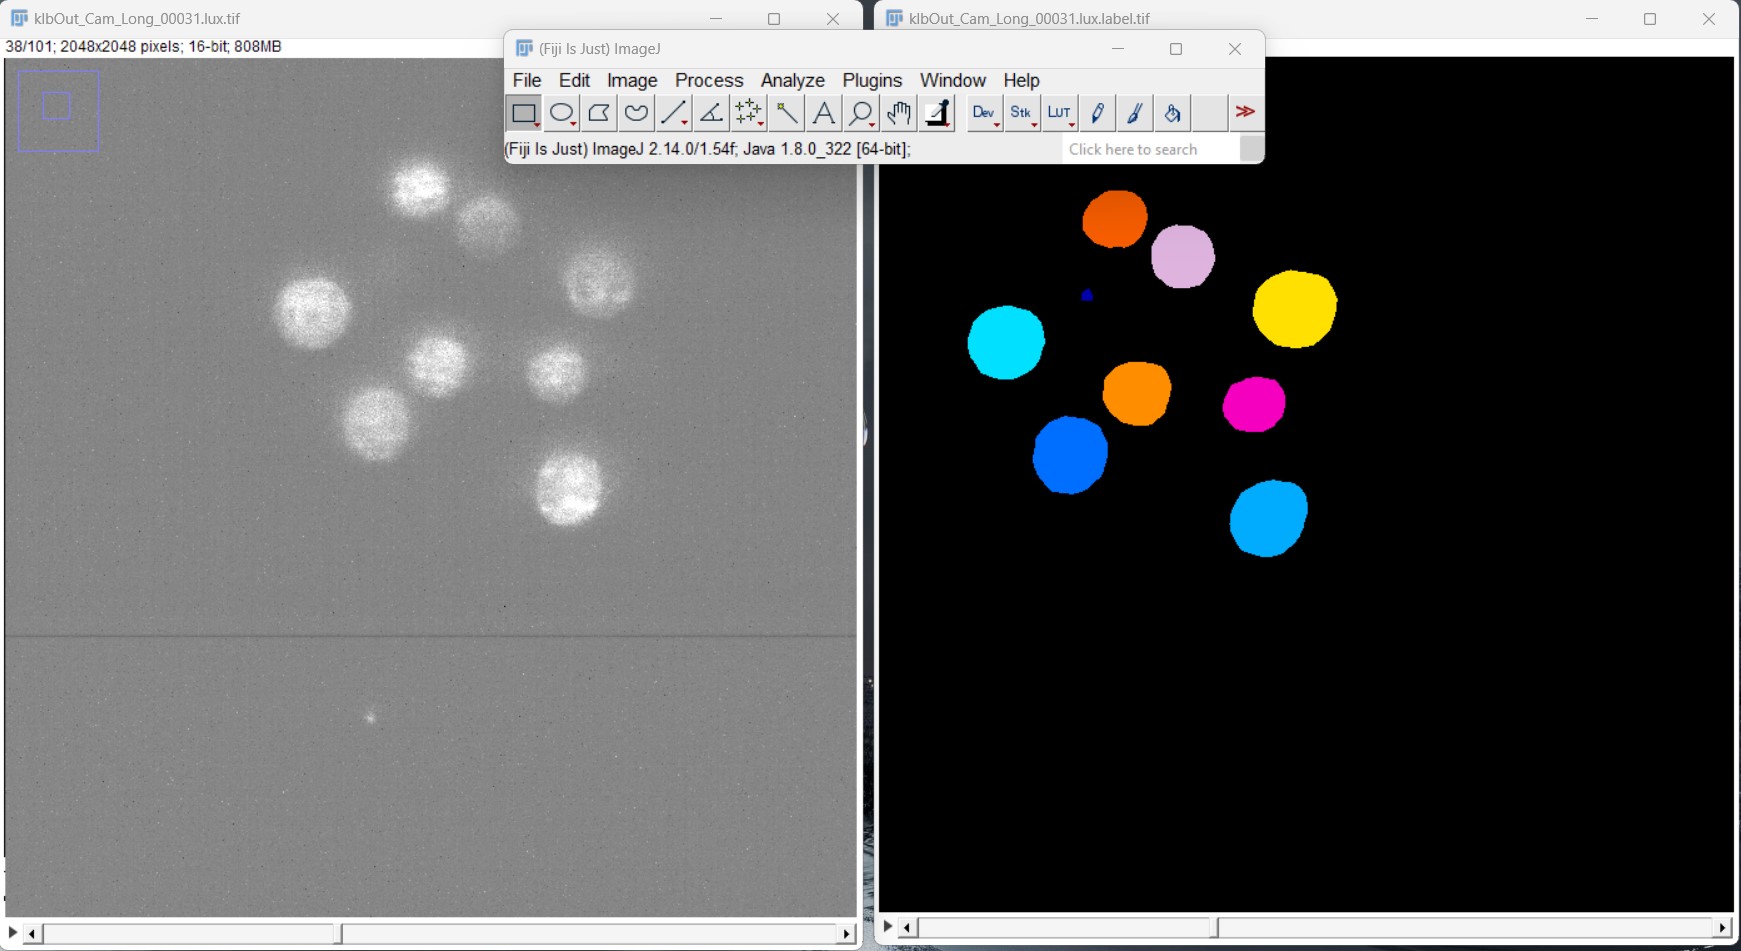 klbOut_Cam_Long_00031.lux.tif
38/101; 2048x2048 pixels; 16-bit; 808MB
klbOut_Cam_Long_00031.lux.label.tif
(Fiji Is Just) ImageJ
File Edit Image Process Analyze Plugins Window Help
A Dev Stk LUT >>
(Fiji Is Just) ImageJ 2.14.0/1.54f; Java 1.8.0_322 [64-bit];
Click here to search